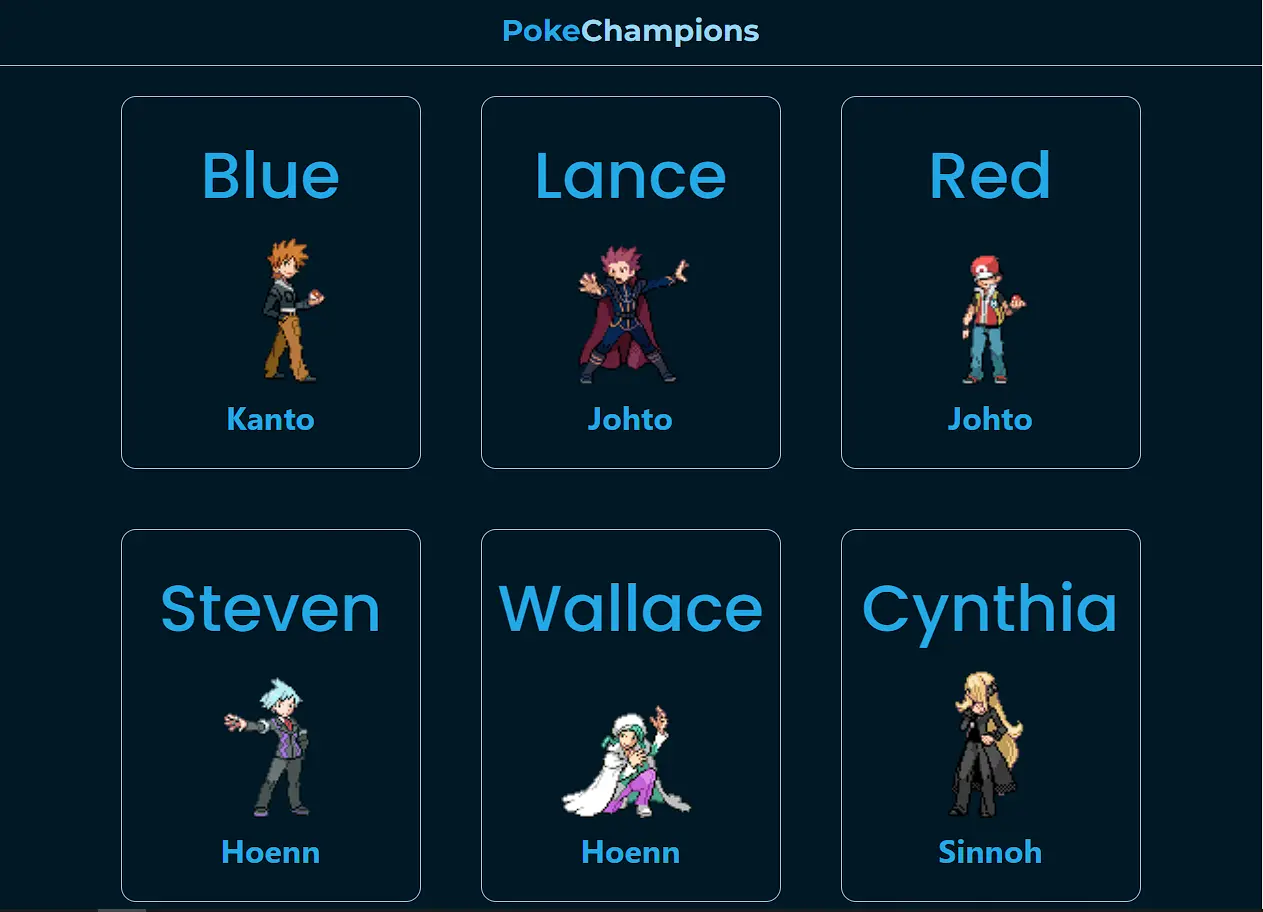 PokeChampions
Blue
Lance
Red
Kanto
Johto
Johto
Steven
Wallace
Cynthia
Hoenn
Hoenn
Sinnoh